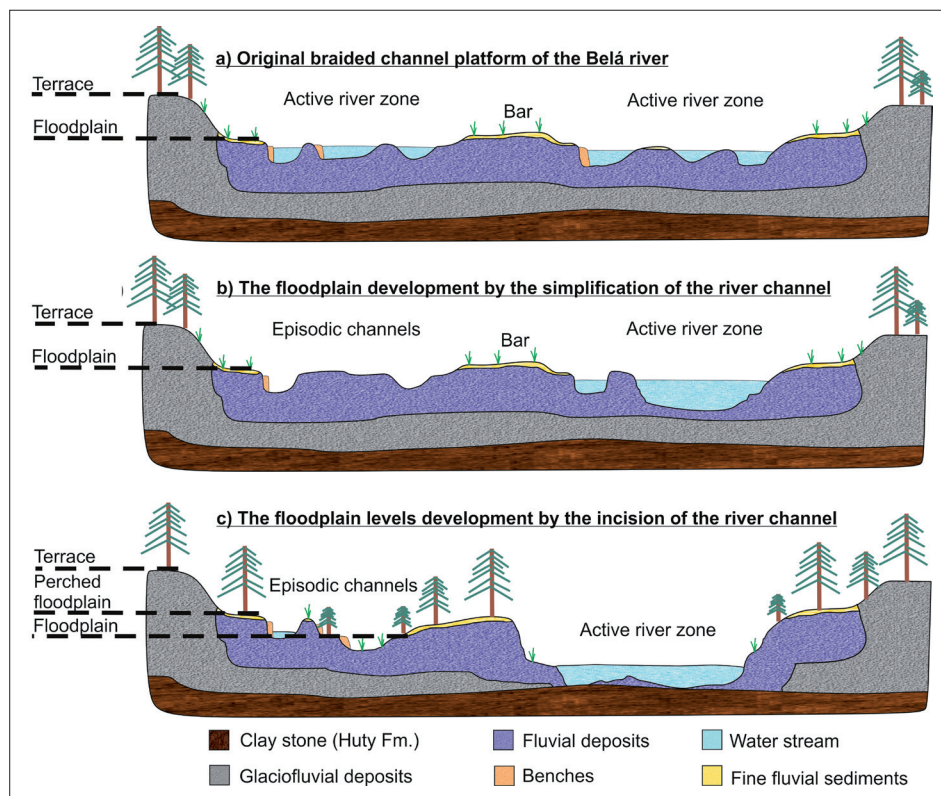 a) Original braided channel platform of the Belá river
Terrace
Active river zone
Bar
Active river zone
Floodplain
b) The floodplain development by the simplification of the river channel
Terrace
Episodic channels
Active river zone
Bar
Floodplain
c) The floodplain levels development by the incision of the river channel
Terrace
Perched
floodplain
Episodic channels
Floodplain
Active river zone
Clay stone (Huty Fm.)
Fluvial deposits
Water stream
Glaciofluvial deposits
Benches
Fine fluvial sediments